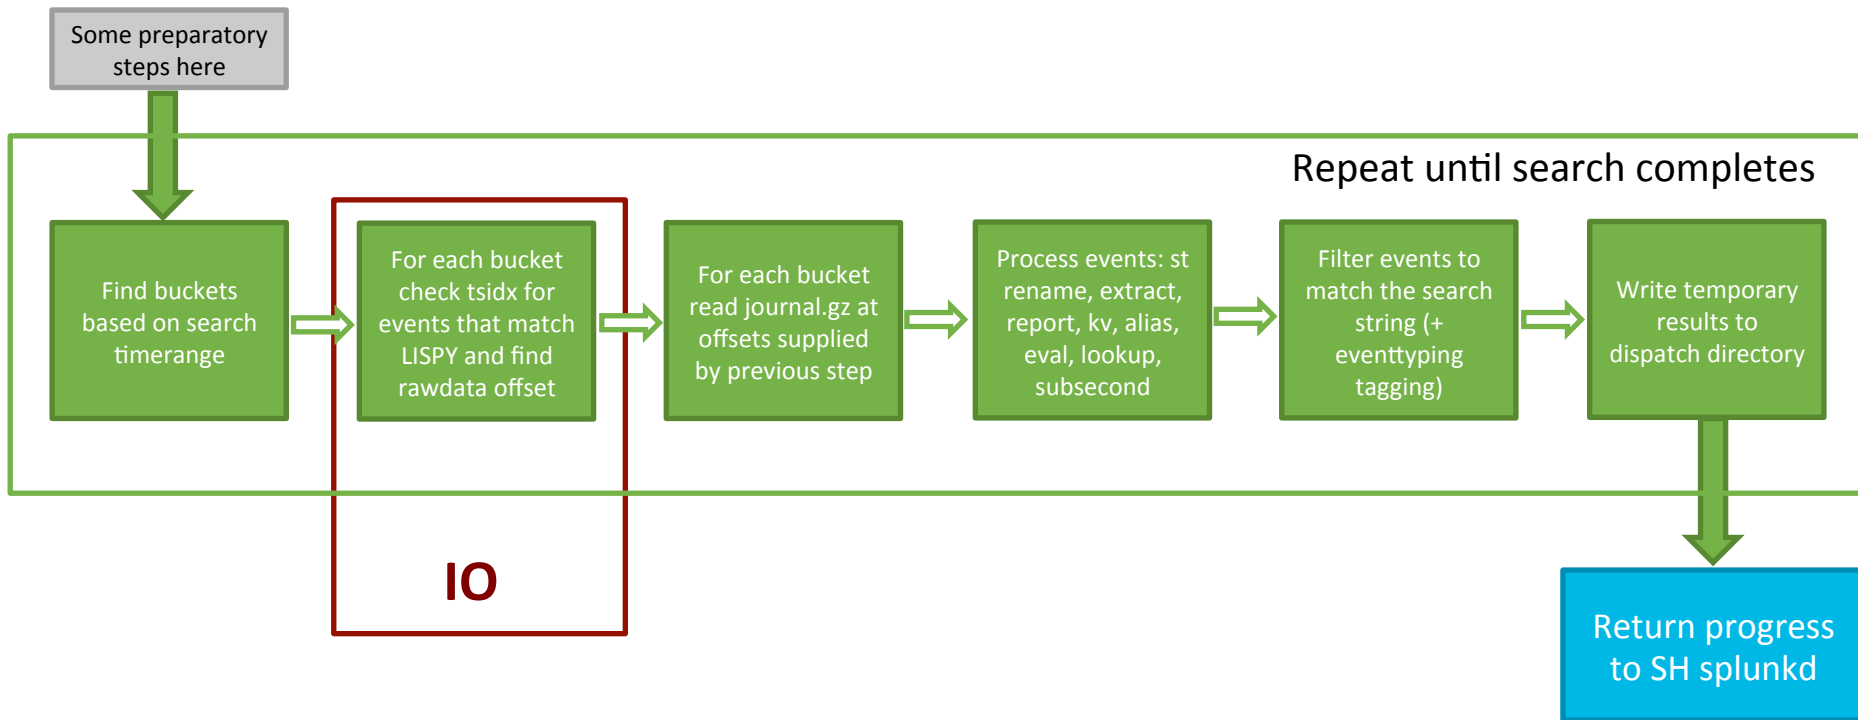 Some preparatory
steps here
Repeat until search completes
Find buckets
based on search
timerange
For each bucket
check tsidx for
events that match
LISPY and find
rawdata offset
For each bucket
read journal.gz at
offsets supplied
by previous step
Process events: st
rename, extract,
report, kv, alias,
eval, lookup,
subsecond
Filter events to
match the search
string (+
eventtyping
tagging)
Write temporary
results to
dispatch directory
IO
Return progress
to SH splunkd